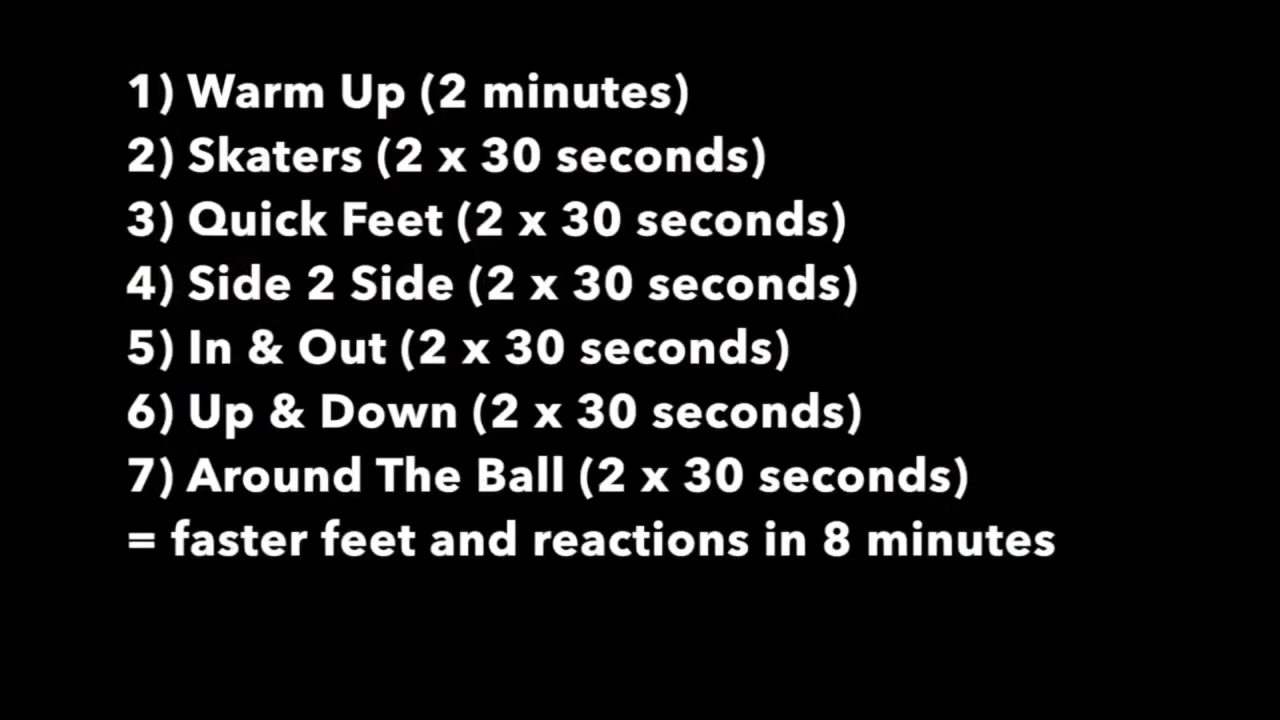 1) Warm Up (2 minutes)
2) Skaters (2 x 30 seconds)
3) Quick Feet (2 x 30 seconds)
4) Side 2 Side (2 x 30 seconds)
5) In & Out (2 x 30 seconds)
6) Up & Down (2 x 30 seconds)
7) Around The Ball (2 x 30 seconds)
= faster feet and reactions in 8 minutes